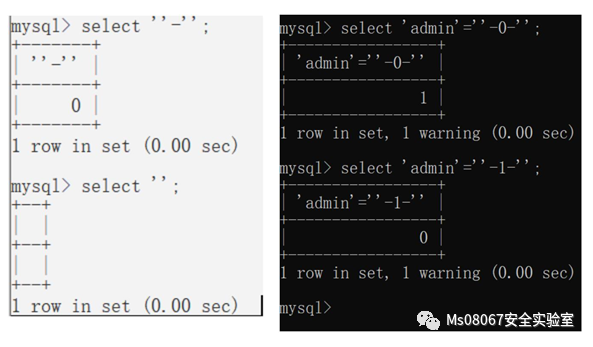 mysql> select ''-'';
+-------+
| ''-'' |
+-------+
|     0 |
+-------+
1 row in set (0.00 sec)
mysql> select '';
+--+
|  |
+--+
|  |
+--+
1 row in set (0.00 sec)
mysql> select 'admin'=''-0-'';
+-----------------+
| 'admin'=''-0-'' |
+-----------------+
|               1 |
+-----------------+
1 row in set, 1 warning (0.00 sec)
mysql> select 'admin'=''-1-'';
+-----------------+
| 'admin'=''-1-'' |
+-----------------+
|               0 |
+-----------------+
1 row in set, 1 warning (0.00 sec)
mysql>
Ms08067安全实验室